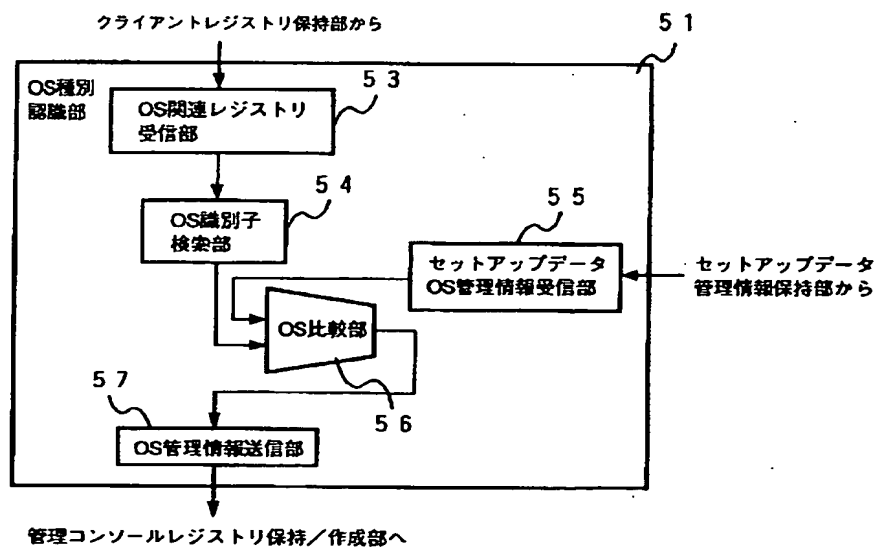 クライアントレジストリ保持部から
５１
OS種別
認識部
OS関連レジストリ
受信部
５３
OS識別子
検索部
５４
５５
セットアップデータ
OS管理情報受信部
セットアップデータ
管理情報保持部から
OS比較部
５６
５７
OS管理情報送信部
管理コンソールレジストリ保持／作成部へ